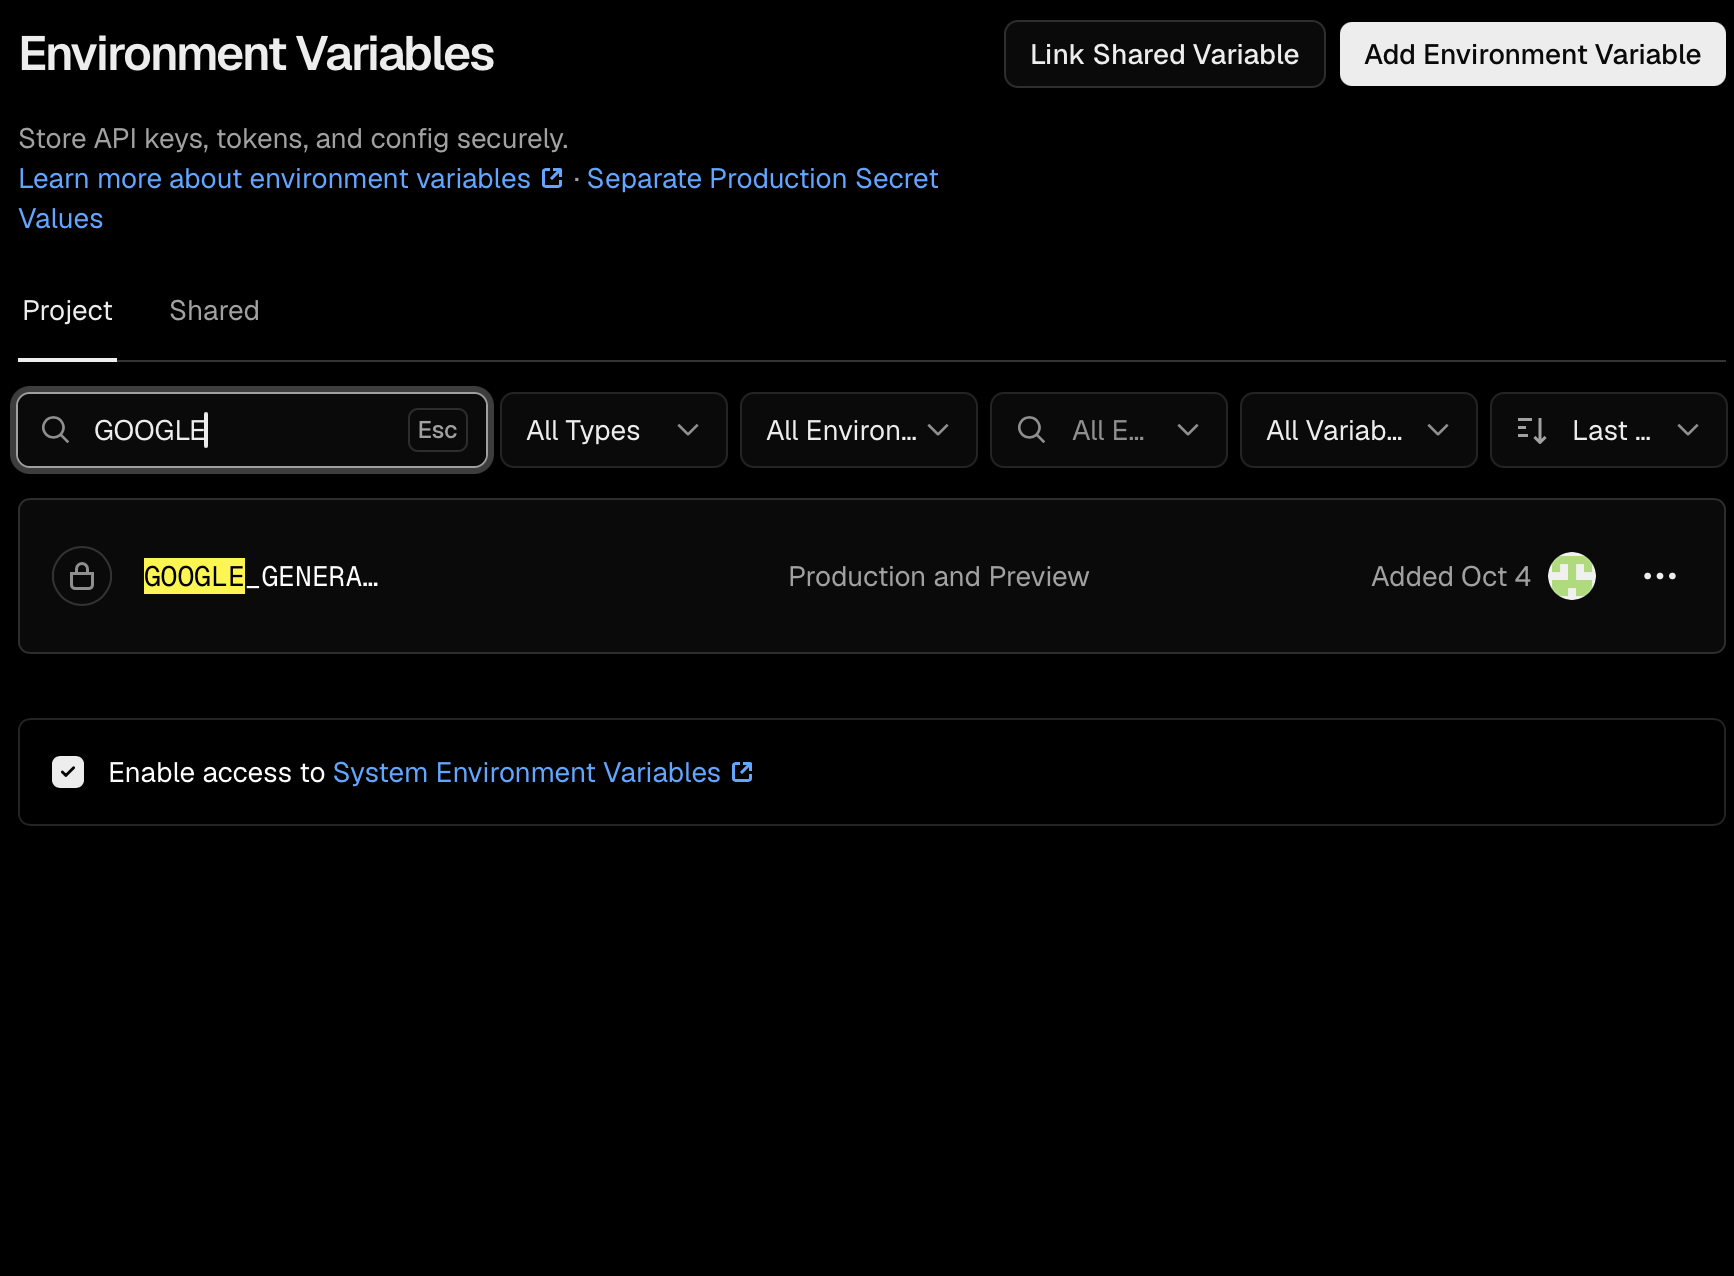 Environment Variables
Link Shared Variable
Add Environment Variable
Store API keys, tokens, and config securely.
Learn more about environment variables · Separate Production Secret
Values
Project
Shared
GOOGLE
Esc
All Types
All Environ...
All E...
All Variab...
Last ...
GOOGLE_GENERA...
Production and Preview
Added Oct 4
Enable access to System Environment Variables